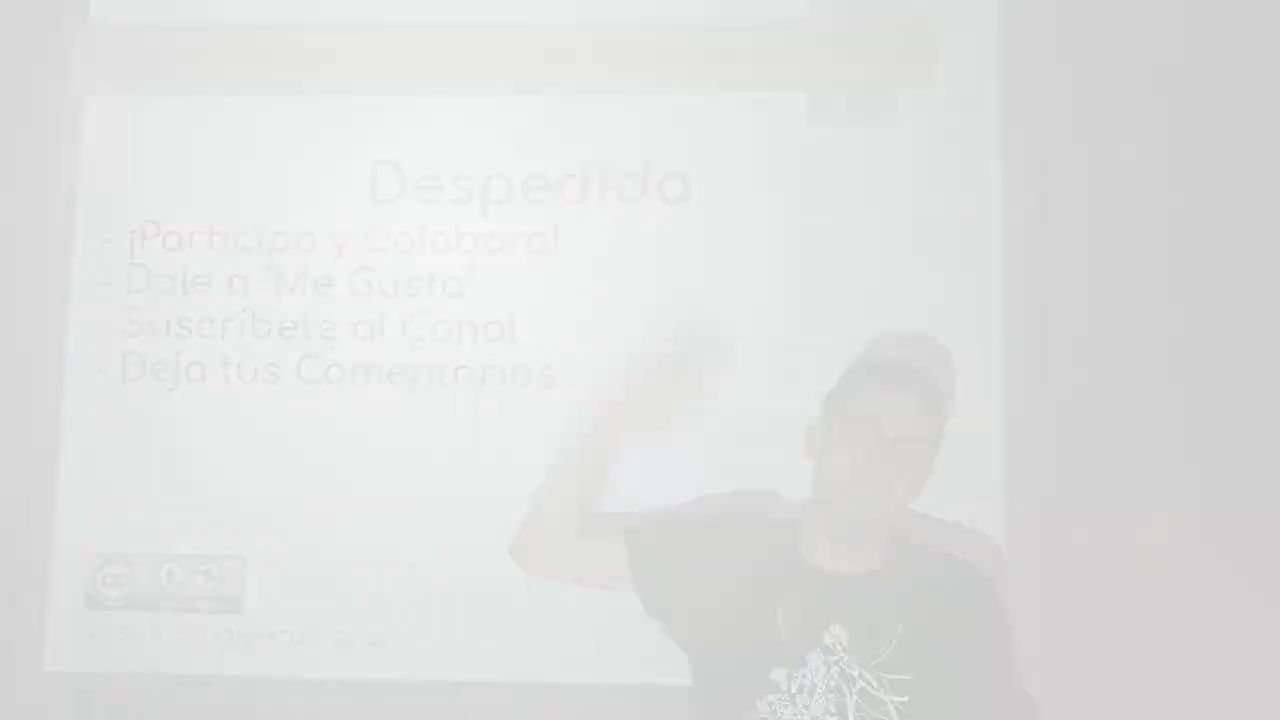 Despedida
- ¡Participa y Colabora!
- Dale a "Me Gusta"
Suscríbete al Canal
- Deja tus Comentarios